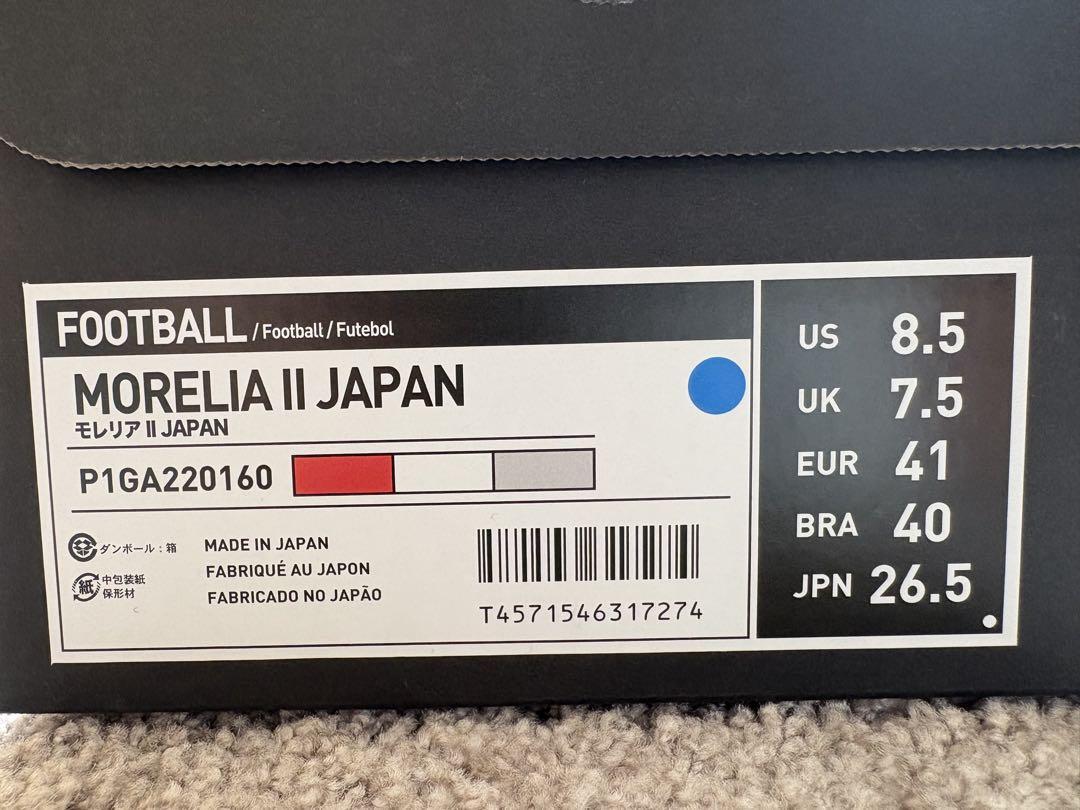 FOOTBALL / Football / Futebol
MORELIA II JAPAN
モレリア II JAPAN
P1GA220160
ダンボール : 箱
紙 中包装紙
保形材
MADE IN JAPAN
FABRIQUÉ AU JAPON
FABRICADO NO JAPÃO
T4571546317274
US 8.5
UK 7.5
EUR 41
BRA 40
JPN 26.5